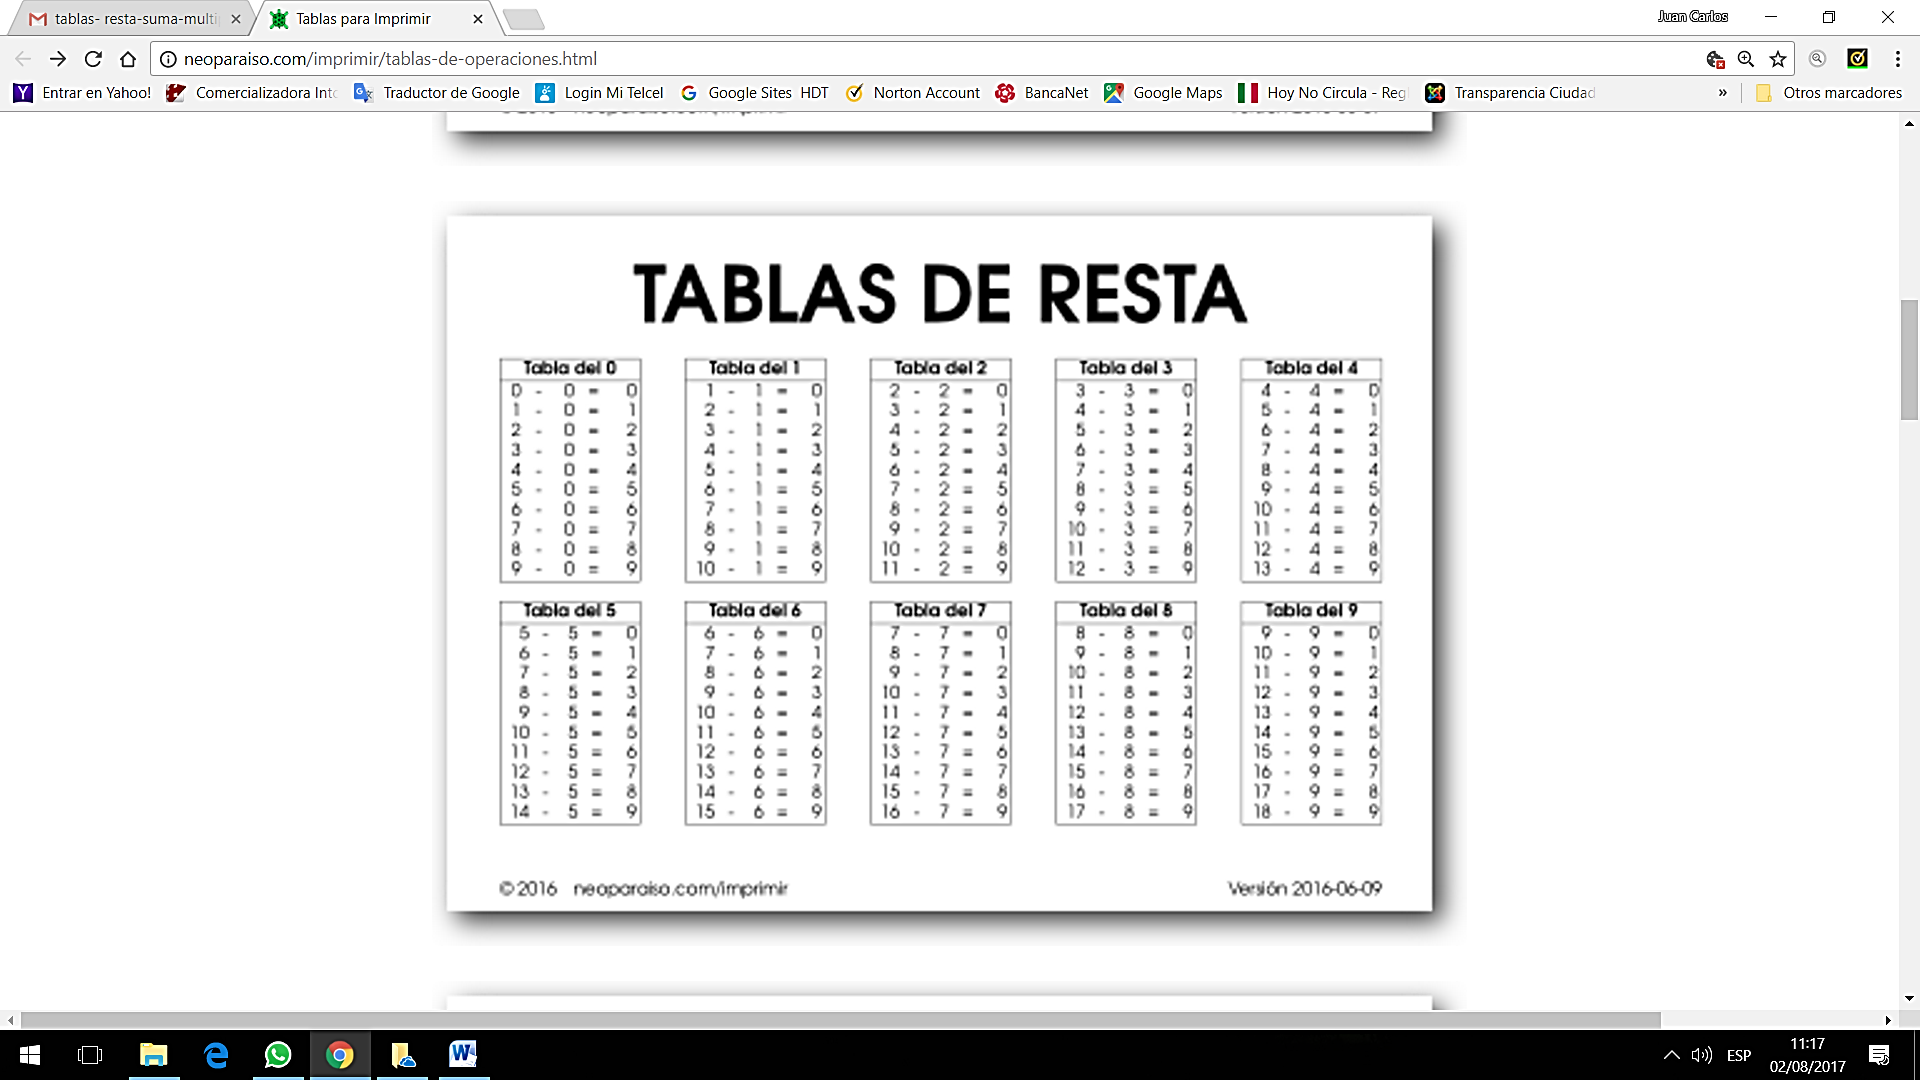 tablas- resta-suma-multi
Tablas para Imprimir
Juan Carlos
neoparaiso.com/imprimir/tablas-de-operaciones.html
Entrar en Yahoo! Comercializadora Inte Traductor de Google Login Mi Telcel Google Sites HDT Norton Account BancaNet Google Maps Hoy No Circula - Regl Transparencia Ciudad » Otros marcadores
TABLAS DE RESTA
Tabla del 0
0 - 0 = 0
1 - 0 = 1
2 - 0 = 2
3 - 0 = 3
4 - 0 = 4
5 - 0 = 5
6 - 0 = 6
7 - 0 = 7
8 - 0 = 8
9 - 0 = 9
Tabla del 1
1 - 1 = 0
2 - 1 = 1
3 - 1 = 2
4 - 1 = 3
5 - 1 = 4
6 - 1 = 5
7 - 1 = 6
8 - 1 = 7
9 - 1 = 8
10 - 1 = 9
Tabla del 2
2 - 2 = 0
3 - 2 = 1
4 - 2 = 2
5 - 2 = 3
6 - 2 = 4
7 - 2 = 5
8 - 2 = 6
9 - 2 = 7
10 - 2 = 8
11 - 2 = 9
Tabla del 3
3 - 3 = 0
4 - 3 = 1
5 - 3 = 2
6 - 3 = 3
7 - 3 = 4
8 - 3 = 5
9 - 3 = 6
10 - 3 = 7
11 - 3 = 8
12 - 3 = 9
Tabla del 4
4 - 4 = 0
5 - 4 = 1
6 - 4 = 2
7 - 4 = 3
8 - 4 = 4
9 - 4 = 5
10 - 4 = 6
11 - 4 = 7
12 - 4 = 8
13 - 4 = 9
Tabla del 5
5 - 5 = 0
6 - 5 = 1
7 - 5 = 2
8 - 5 = 3
9 - 5 = 4
10 - 5 = 5
11 - 5 = 6
12 - 5 = 7
13 - 5 = 8
14 - 5 = 9
Tabla del 6
6 - 6 = 0
7 - 6 = 1
8 - 6 = 2
9 - 6 = 3
10 - 6 = 4
11 - 6 = 5
12 - 6 = 6
13 - 6 = 7
14 - 6 = 8
15 - 6 = 9
Tabla del 7
7 - 7 = 0
8 - 7 = 1
9 - 7 = 2
10 - 7 = 3
11 - 7 = 4
12 - 7 = 5
13 - 7 = 6
14 - 7 = 7
15 - 7 = 8
16 - 7 = 9
Tabla del 8
8 - 8 = 0
9 - 8 = 1
10 - 8 = 2
11 - 8 = 3
12 - 8 = 4
13 - 8 = 5
14 - 8 = 6
15 - 8 = 7
16 - 8 = 8
17 - 8 = 9
Tabla del 9
9 - 9 = 0
10 - 9 = 1
11 - 9 = 2
12 - 9 = 3
13 - 9 = 4
14 - 9 = 5
15 - 9 = 6
16 - 9 = 7
17 - 9 = 8
18 - 9 = 9
© 2016 neoparaiso.com/imprimir Versión 2016-06-09
ESP
11:17
02/08/2017